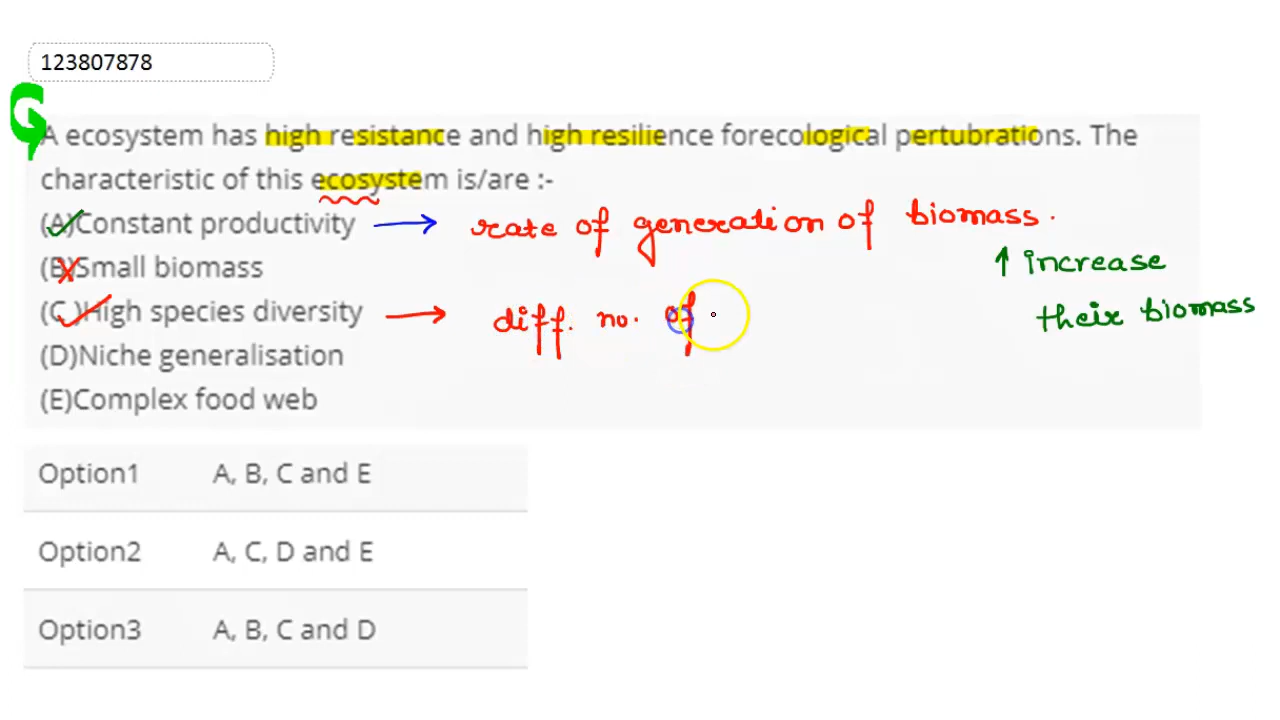 123807878
A ecosystem has high resistance and high resilience forecological pertubrations. The
characteristic of this ecosystem is/are :-
(A)Constant productivity → rate of generation of biomass.
(B)Small biomass ↑ increase
their biomass
(C)High species diversity → diff. no. of
(D)Niche generalisation
(E)Complex food web
Option1 A, B, C and E
Option2 A, C, D and E
Option3 A, B, C and D